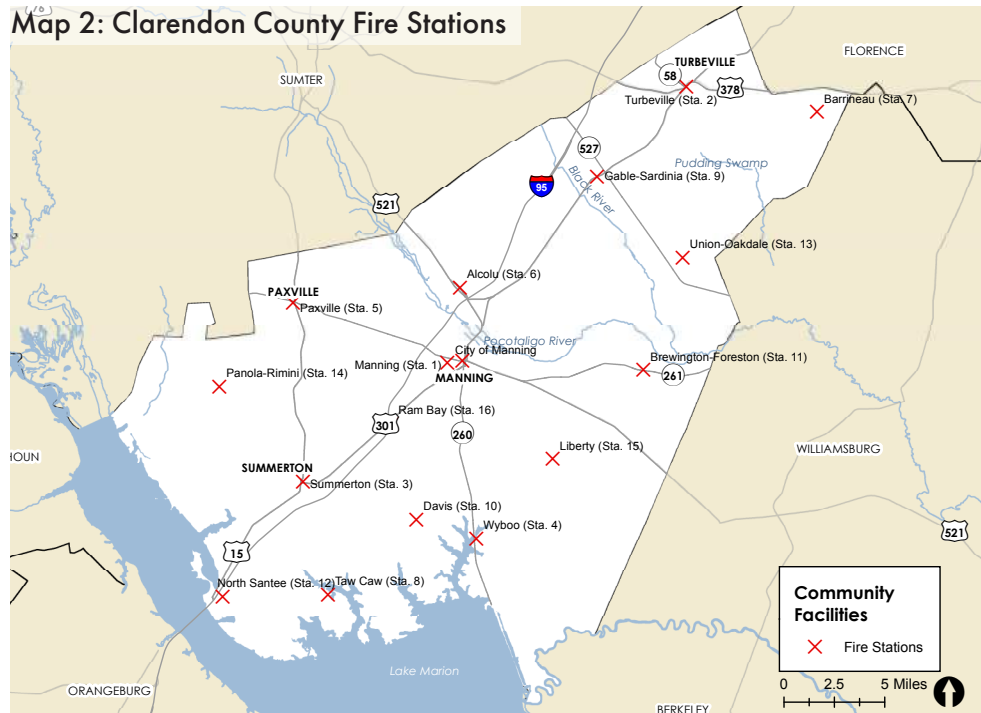 Map 2: Clarendon County Fire Stations
76
FLORENCE
SUMTER
TURBEVILLE
58
378
Turbeville (Sta. 2)
Barrineau (Sta. 7)
527
Pudding Swamp
Gable-Sardinia (Sta. 9)
95
Black River
521
Union-Oakdale (Sta. 13)
Alcolu (Sta. 6)
PAXVILLE
Paxville (Sta. 5)
Pocotaligo River
City of Manning
Manning (Sta. 1)
Brewington-Foreston (Sta. 11)
MANNING
261
Panola-Rimini (Sta. 14)
Ram Bay (Sta. 16)
301
260
Liberty (Sta. 15)
WILLIAMSBURG
HOUN
SUMMERTON
Summerton (Sta. 3)
Davis (Sta. 10)
Wyboo (Sta. 4)
521
15
North Santee (Sta. 12)
Taw Caw (Sta. 8)
Community
Facilities
Fire Stations
Lake Marion
ORANGEBURG
0 2.5 5 Miles
BERKELEY